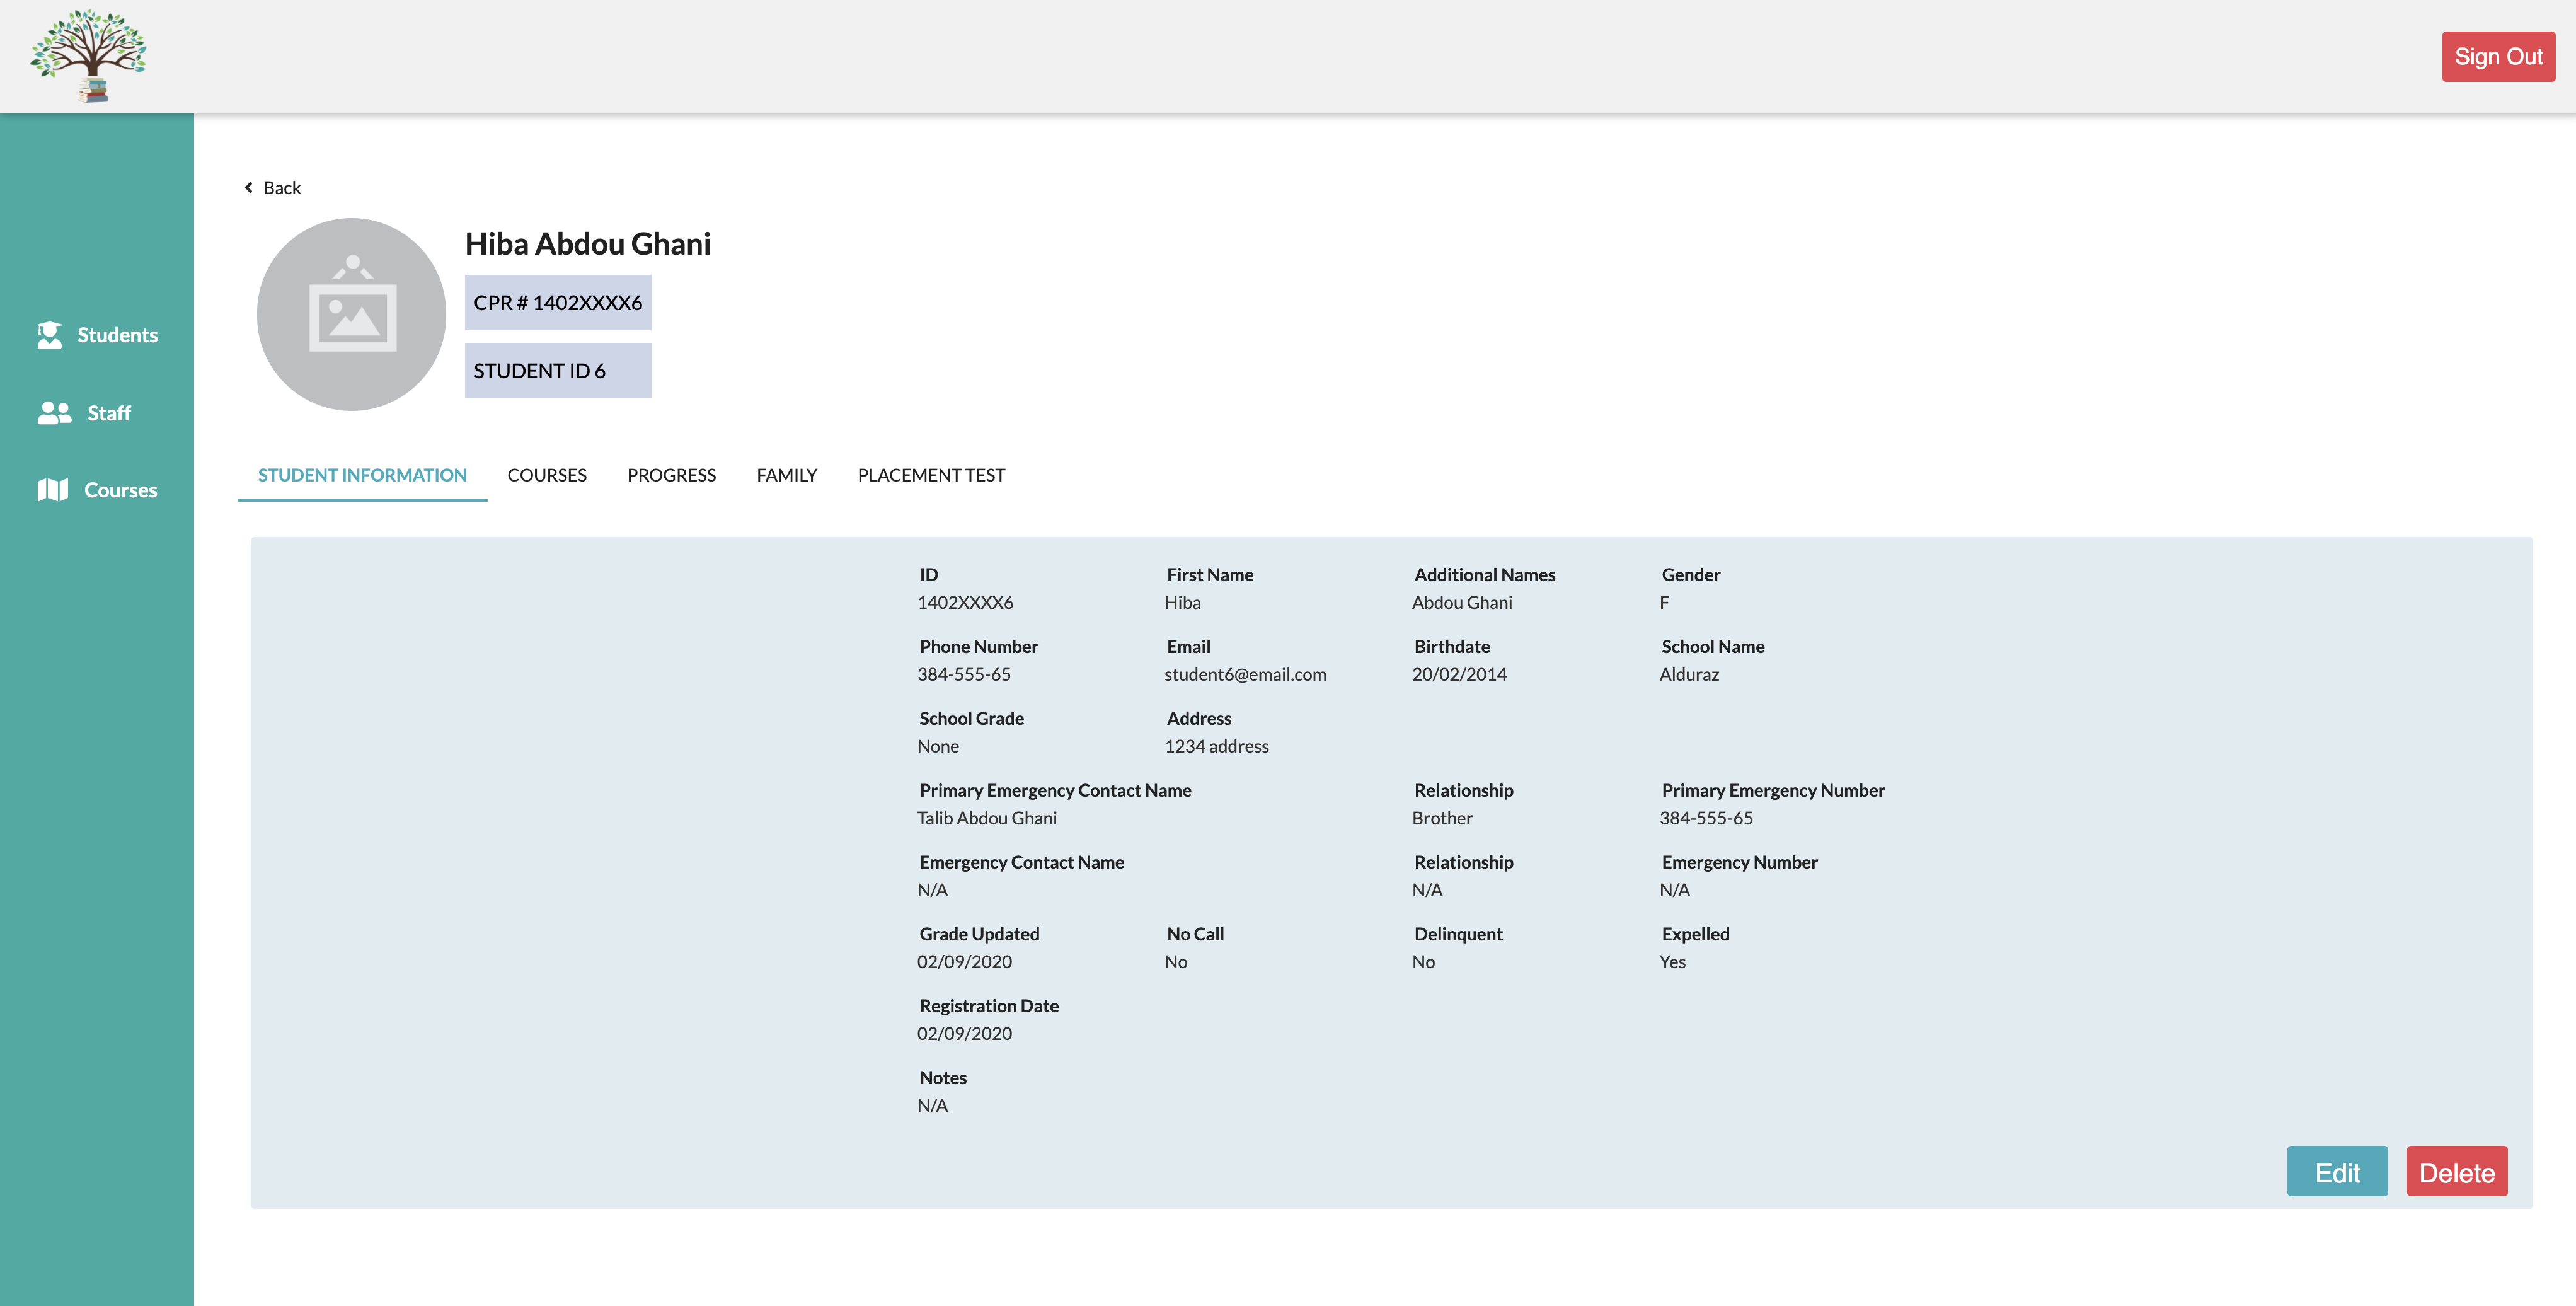 Sign Out
Back
Hiba Abdou Ghani
CPR # 1402XXXX6
STUDENT ID 6
Students
Staff
Courses
STUDENT INFORMATION COURSES PROGRESS FAMILY PLACEMENT TEST
ID First Name Additional Names Gender
1402XXXX6 Hiba Abdou Ghani F
Phone Number Email Birthdate School Name
384-555-65 student6@email.com 20/02/2014 Alduraz
School Grade Address
None 1234 address
Primary Emergency Contact Name Relationship Primary Emergency Number
Talib Abdou Ghani Brother 384-555-65
Emergency Contact Name Relationship Emergency Number
N/A N/A N/A
Grade Updated No Call Delinquent Expelled
02/09/2020 No No Yes
Registration Date
02/09/2020
Notes
N/A
Edit Delete